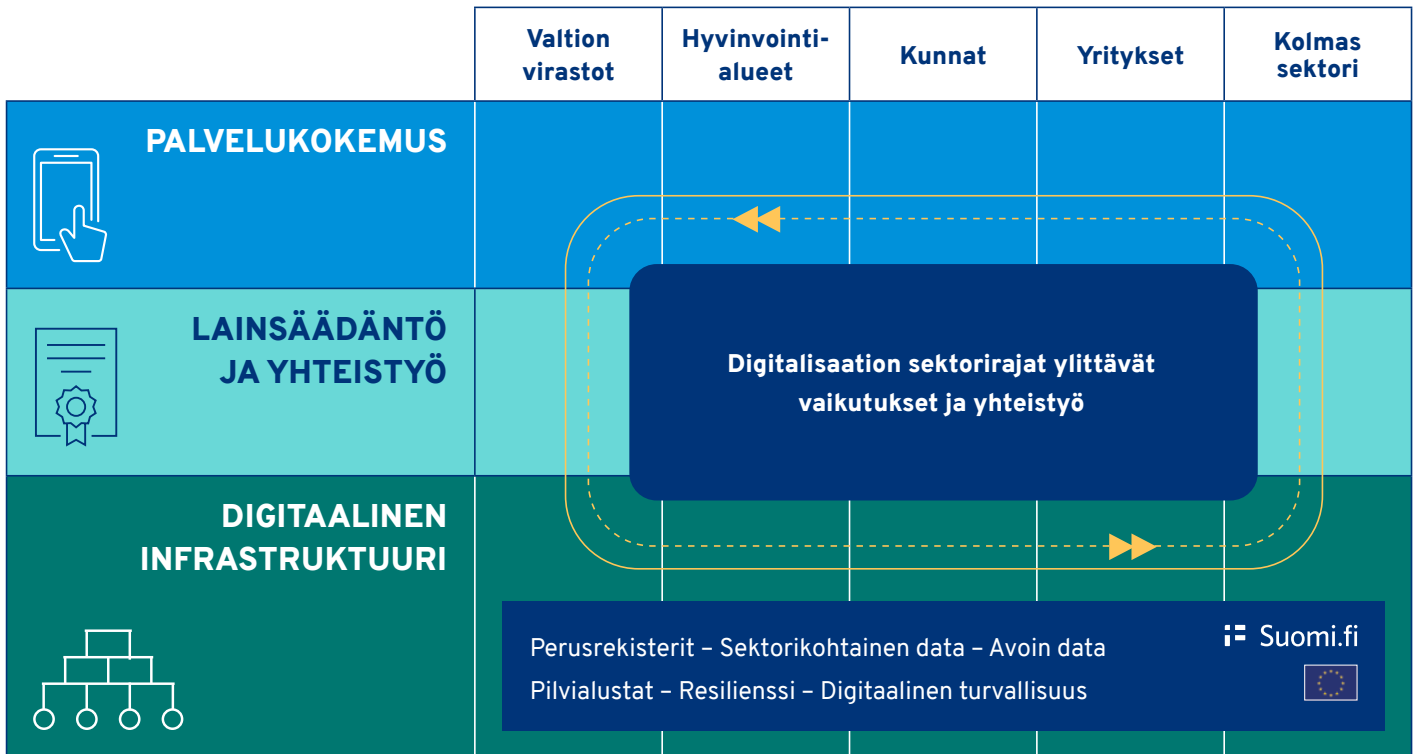 Valtion
virastot
Hyvinvointi-
alueet
Kunnat
Yritykset
Kolmas
sektori
PALVELUKOKEMUS
LAINSÄÄDÄNTÖ
JA YHTEISTYÖ
Digitalisaation sektorirajat ylittävät
vaikutukset ja yhteistyö
DIGITAALINEN
INFRASTRUKTUURI
Perusrekisterit – Sektorikohtainen data – Avoin data
Pilvialustat – Resilienssi – Digitaalinen turvallisuus
Suomi.fi